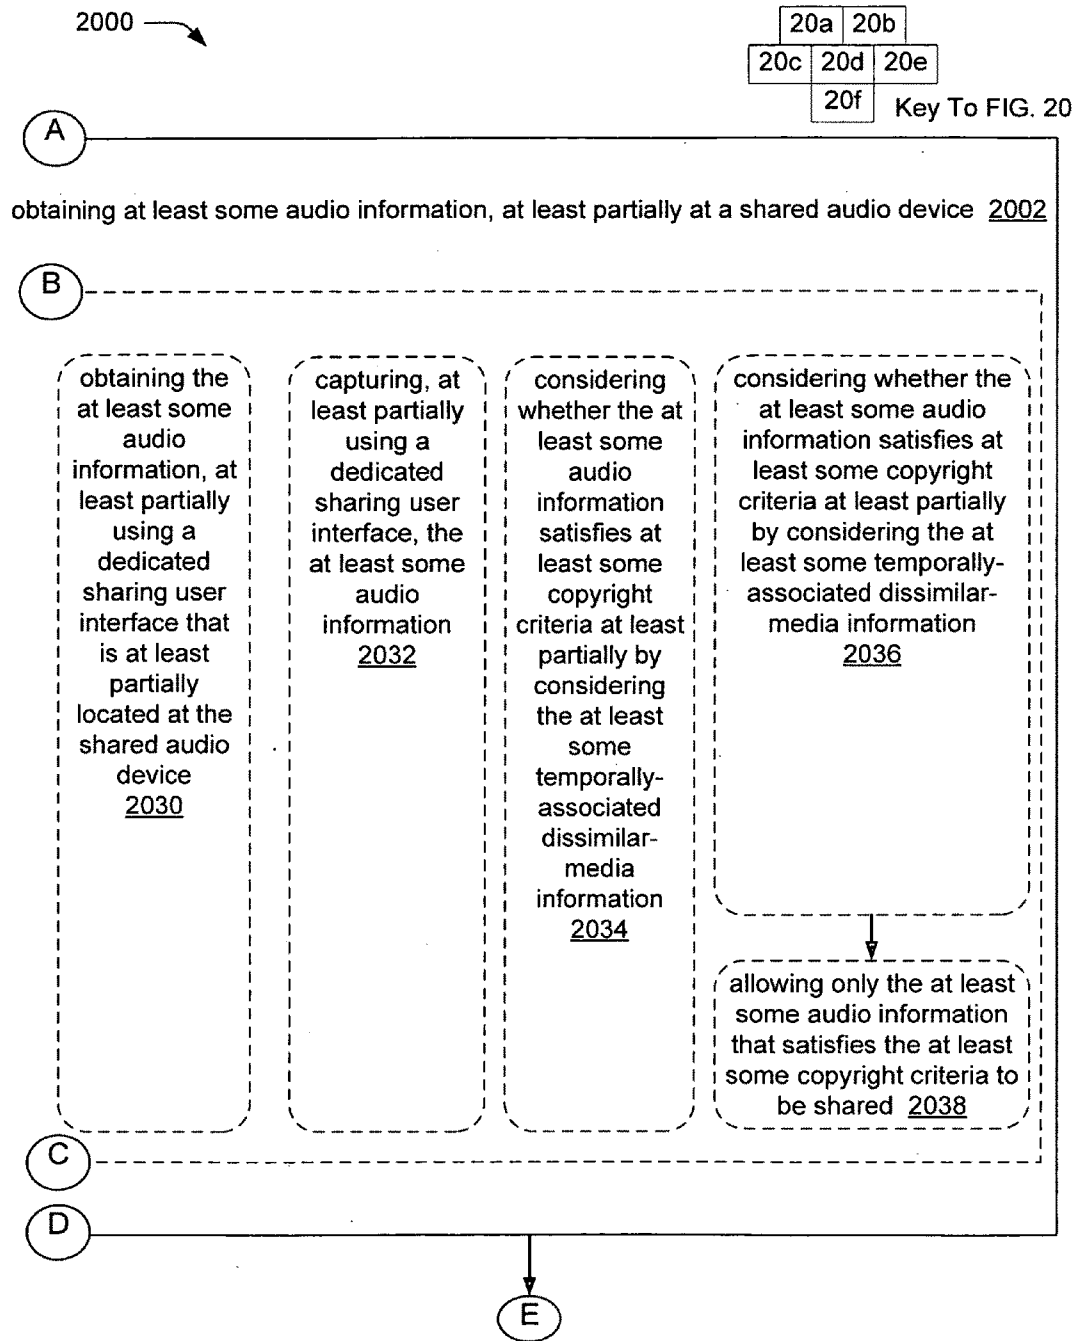 2000
20a 20b
20c 20d 20e
20f
Key To FIG. 20
A
obtaining at least some audio information, at least partially at a shared audio device 2002
B
obtaining the
at least some
audio
information, at
least partially
using a
dedicated
sharing user
interface that
is at least
partially
located at the
shared audio
device
2030
capturing, at
least partially
using a
dedicated
sharing user
interface, the
at least some
audio
information
2032
considering
whether the at
least some
audio
information
satisfies at
least some
copyright
criteria at least
partially by
considering
the at least
some
temporally-
associated
dissimilar-
media
information
2034
considering whether the
at least some audio
information satisfies at
least some copyright
criteria at least partially
by considering the at
least some temporally-
associated dissimilar-
media information
2036
allowing only the at least
some audio information
that satisfies the at least
some copyright criteria to
be shared 2038
C
D
E